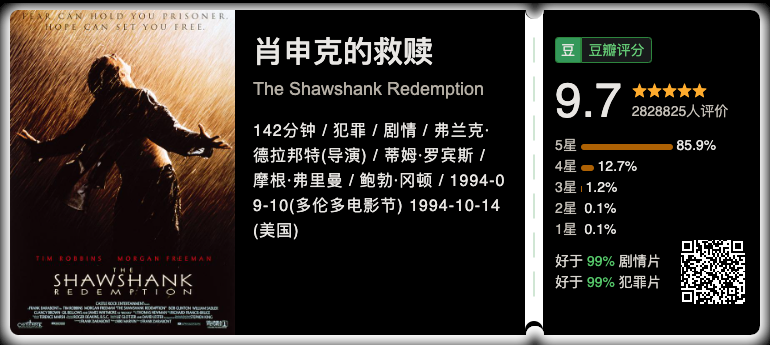 FEAR CAN HOLD YOU PRISONER.
HOPE CAN SET YOU FREE.
TIM ROBBINS MORGAN FREEMAN
THE
SHAWSHANK
REDEMPTION
肖申克的救赎
The Shawshank Redemption
142分钟 / 犯罪 / 剧情 / 弗兰克·
德拉邦特(导演) / 蒂姆·罗宾斯 /
摩根·弗里曼 / 鲍勃·冈顿 / 1994-0
9-10(多伦多电影节) 1994-10-14
(美国)
豆 豆瓣评分
9.7
2828825人评价
5星 85.9%
4星 12.7%
3星 1.2%
2星 0.1%
1星 0.1%
好于 99% 剧情片
好于 99% 犯罪片